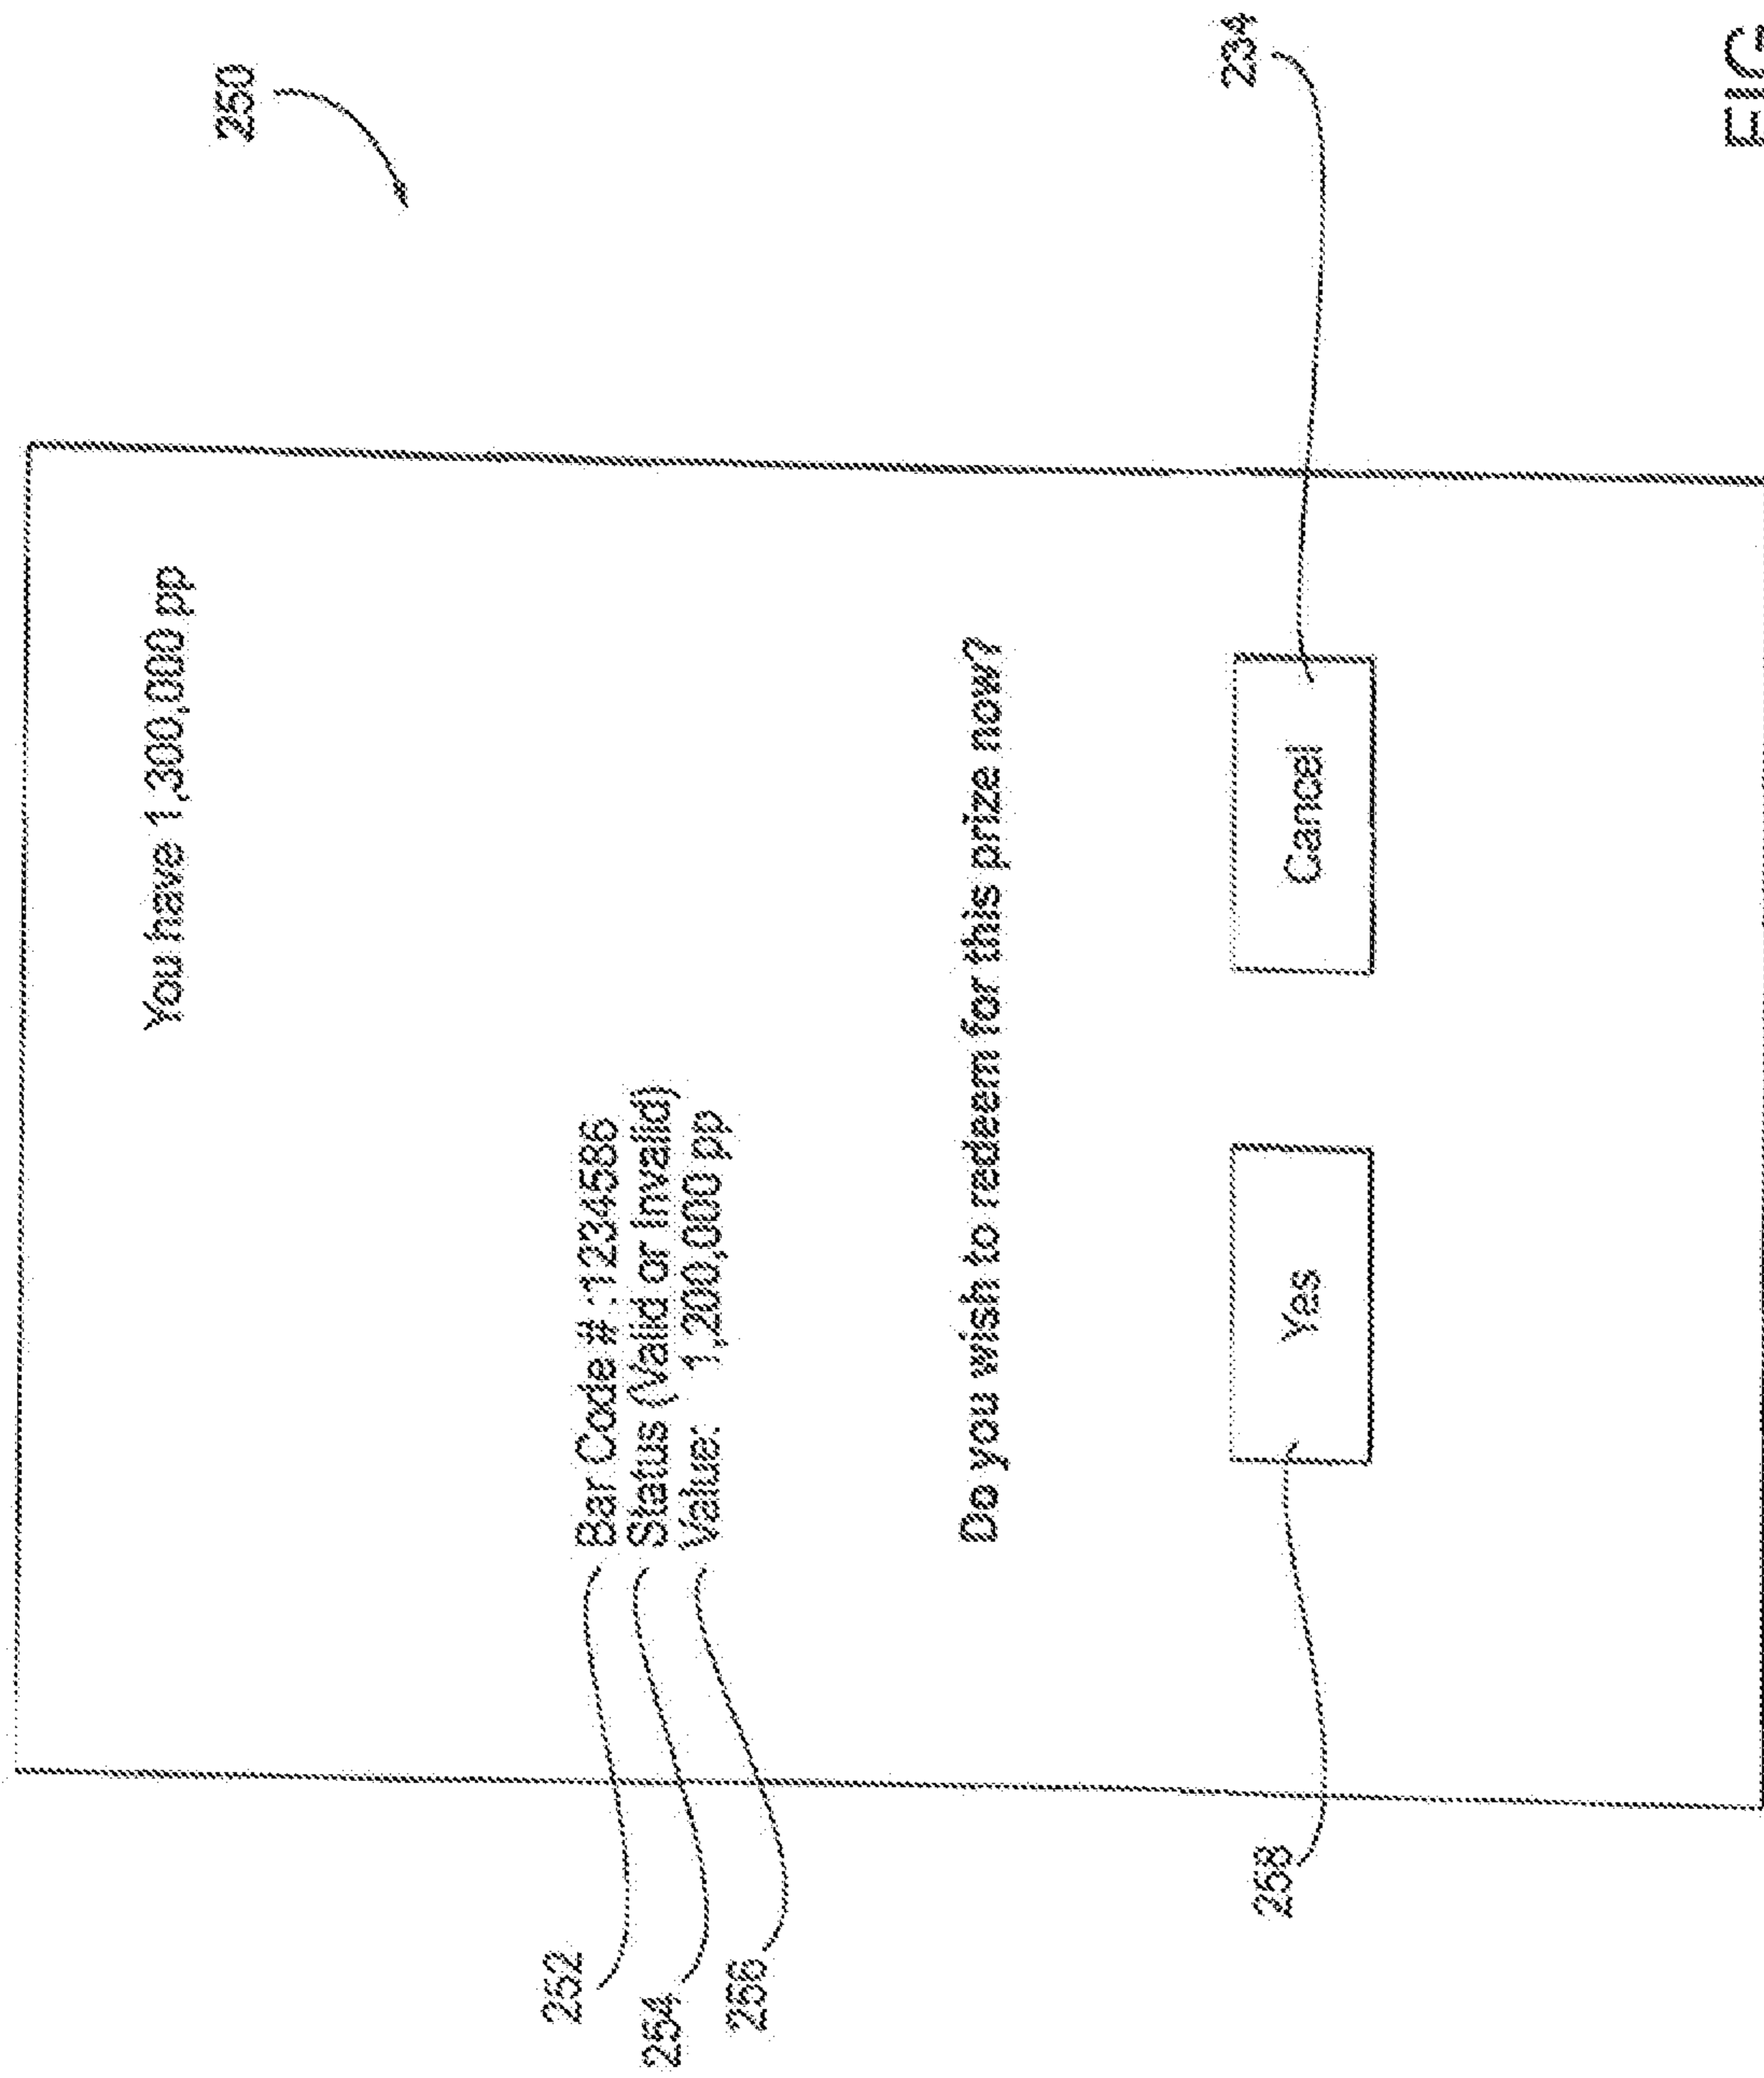 250
You have 1,300,000 pp
252
Bar Code # :1234586
254
Status (Valid or Invalid)
256
Value: 1,200,000 pp
Do you wish to redeem for this prize now?
258
Yes
Cancel
234
FIG